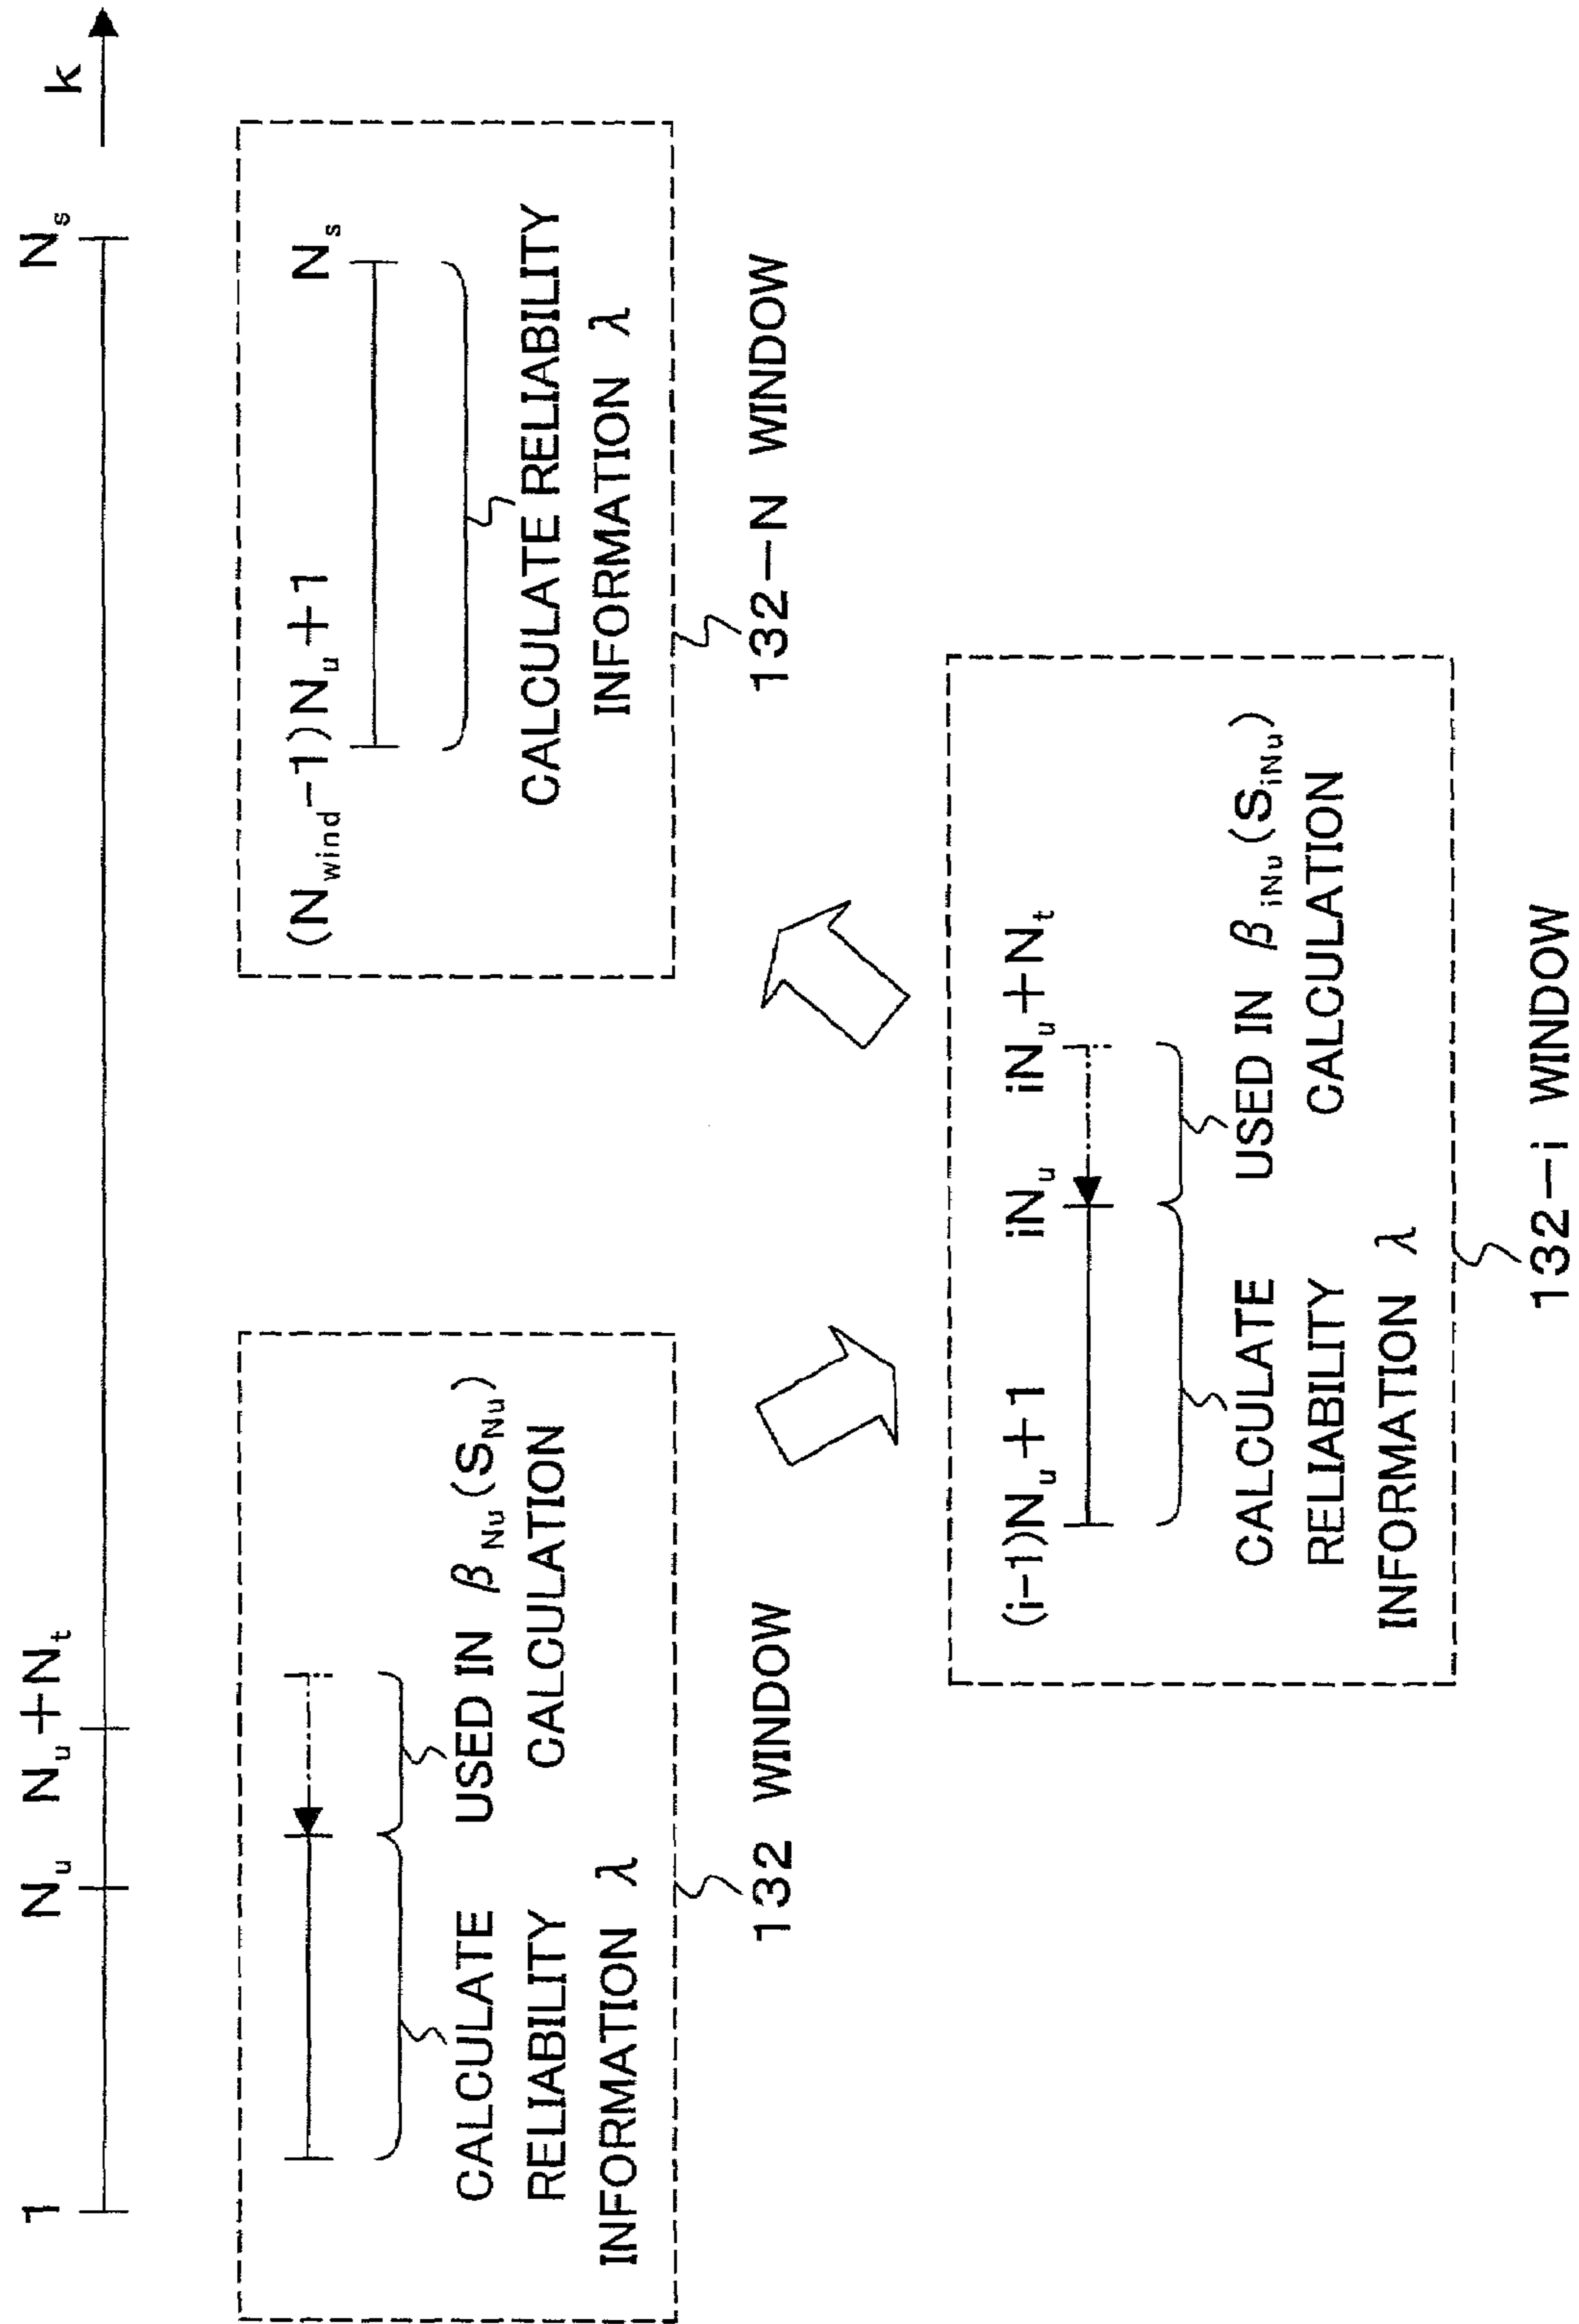 1 N_u N_u+N_t N_s k
CALCULATE RELIABILITY INFORMATION λ
USED IN β_Nu(S_Nu) CALCULATION
132 WINDOW
(i-1)N_u+1 iN_u iN_u+N_t
CALCULATE RELIABILITY INFORMATION λ
USED IN β_iNu(S_iNu) CALCULATION
132-i WINDOW
(N_wind-1)N_u+1 N_s
CALCULATE RELIABILITY
INFORMATION λ
132-N WINDOW